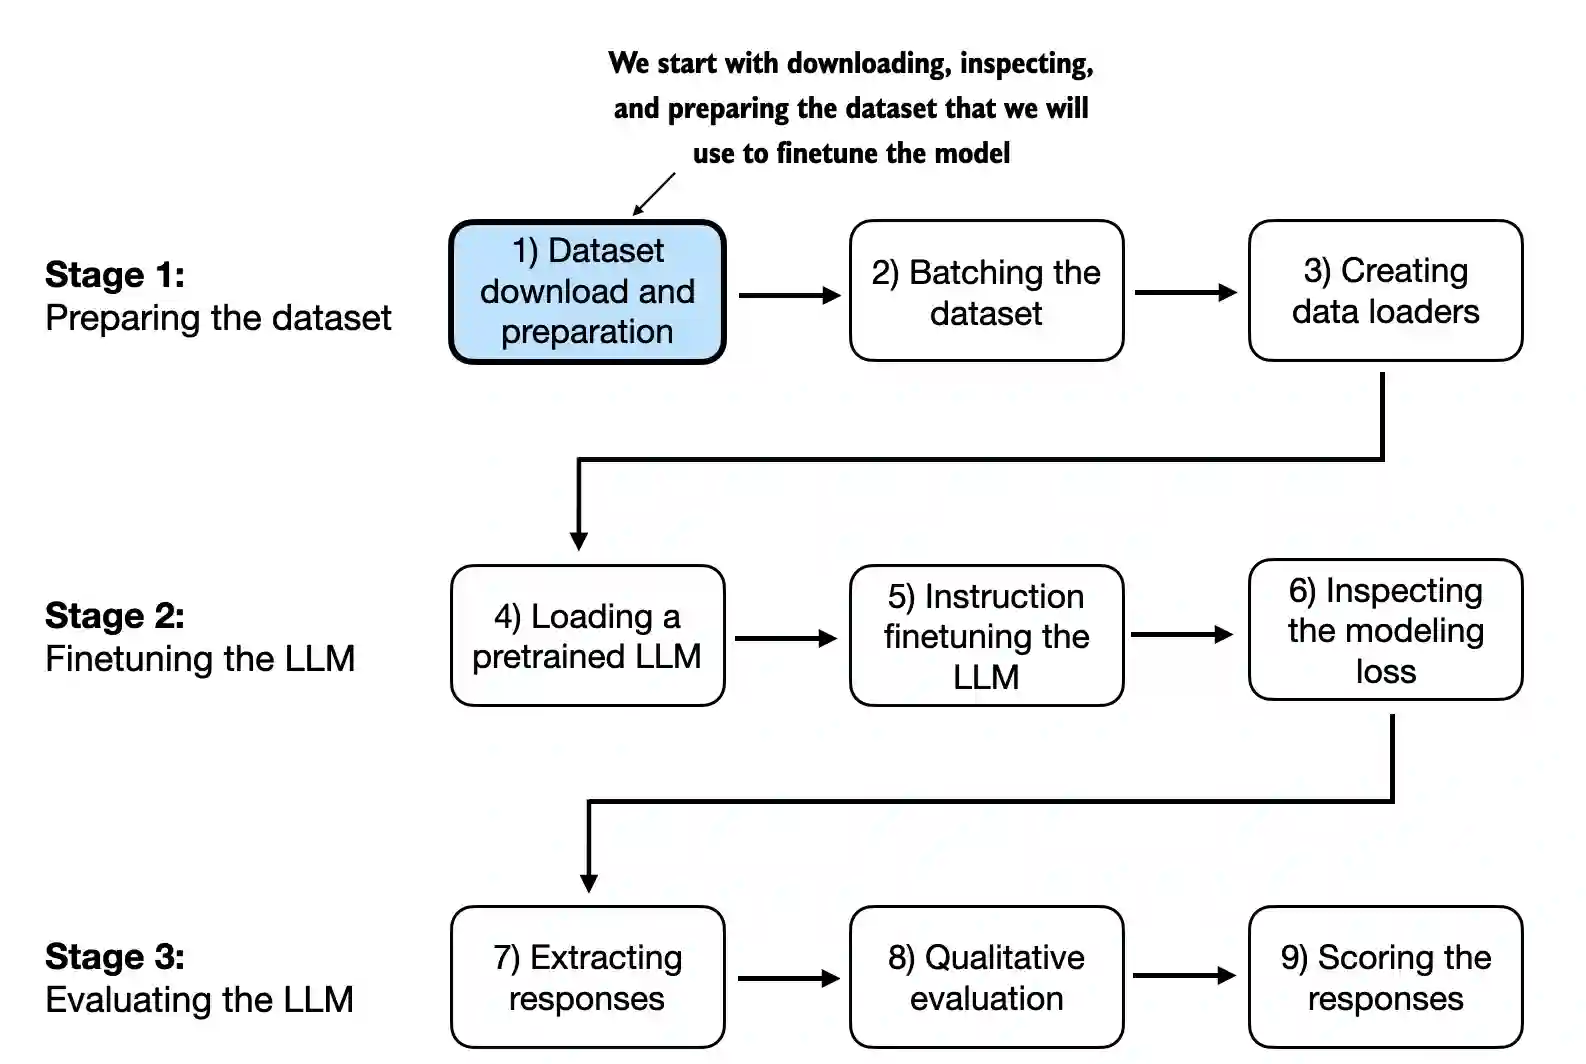 We start with downloading, inspecting,
and preparing the dataset that we will
use to finetune the model
Stage 1:
Preparing the dataset
1) Dataset
download and
preparation
2) Batching the
dataset
3) Creating
data loaders
Stage 2:
Finetuning the LLM
4) Loading a
pretrained LLM
5) Instruction
finetuning the
LLM
6) Inspecting
the modeling
loss
Stage 3:
Evaluating the LLM
7) Extracting
responses
8) Qualitative
evaluation
9) Scoring the
responses